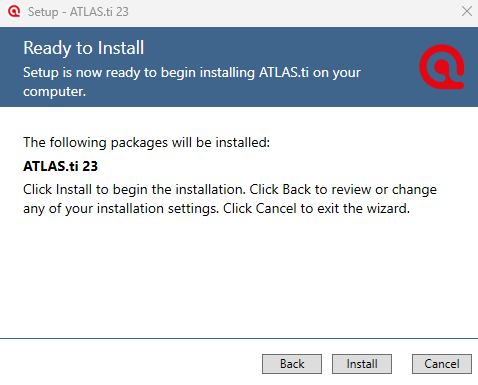 Setup - ATLAS.ti 23
Ready to Install
Setup is now ready to begin installing ATLAS.ti on your
computer.
The following packages will be installed:
ATLAS.ti 23
Click Install to begin the installation. Click Back to review or change
any of your installation settings. Click Cancel to exit the wizard.
Back
Install
Cancel